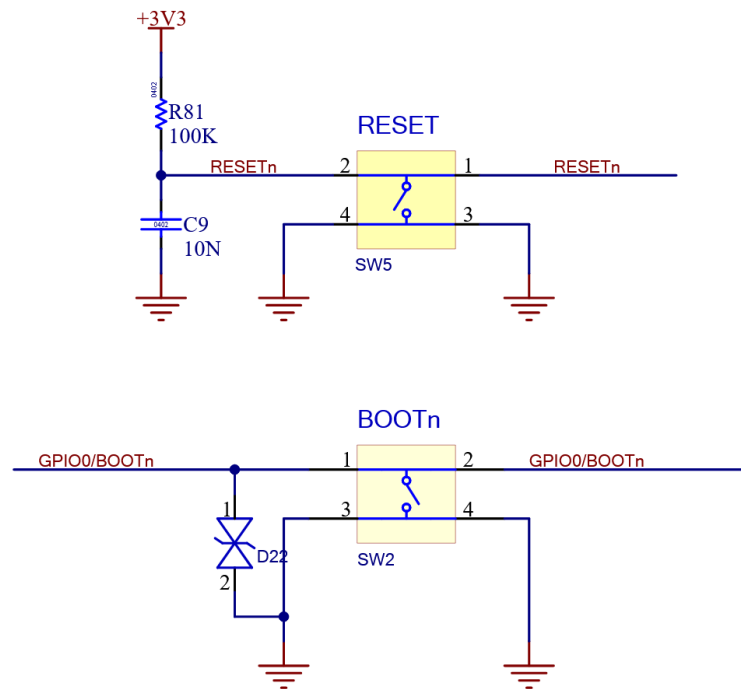 +3V3
0402
R81
100K
RESET
RESETn
2
1
RESETn
0402
C9
10N
4
3
SW5
BOOTn
GPIO0/BOOTn
1
2
GPIO0/BOOTn
1
3
4
D22
SW2
2